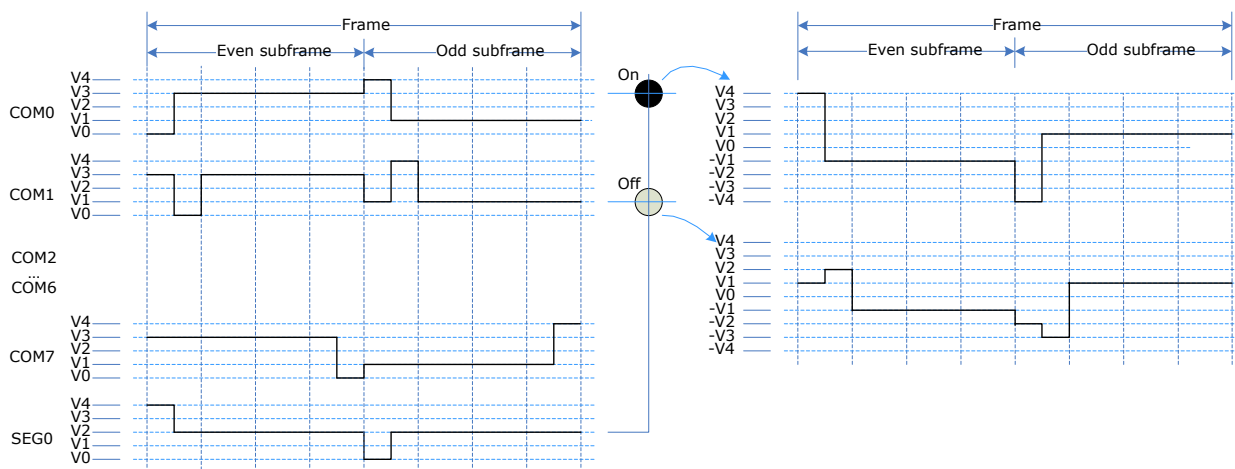 Frame
Even subframe
Odd subframe
COM0
V4
V3
V2
V1
V0
COM1
V4
V3
V2
V1
V0
COM2
...
COM6
COM7
V4
V3
V2
V1
V0
SEG0
V4
V3
V2
V1
V0
On
Off
Frame
Even subframe
Odd subframe
V4
V3
V2
V1
V0
-V1
-V2
-V3
-V4
V4
V3
V2
V1
V0
-V1
-V2
-V3
-V4